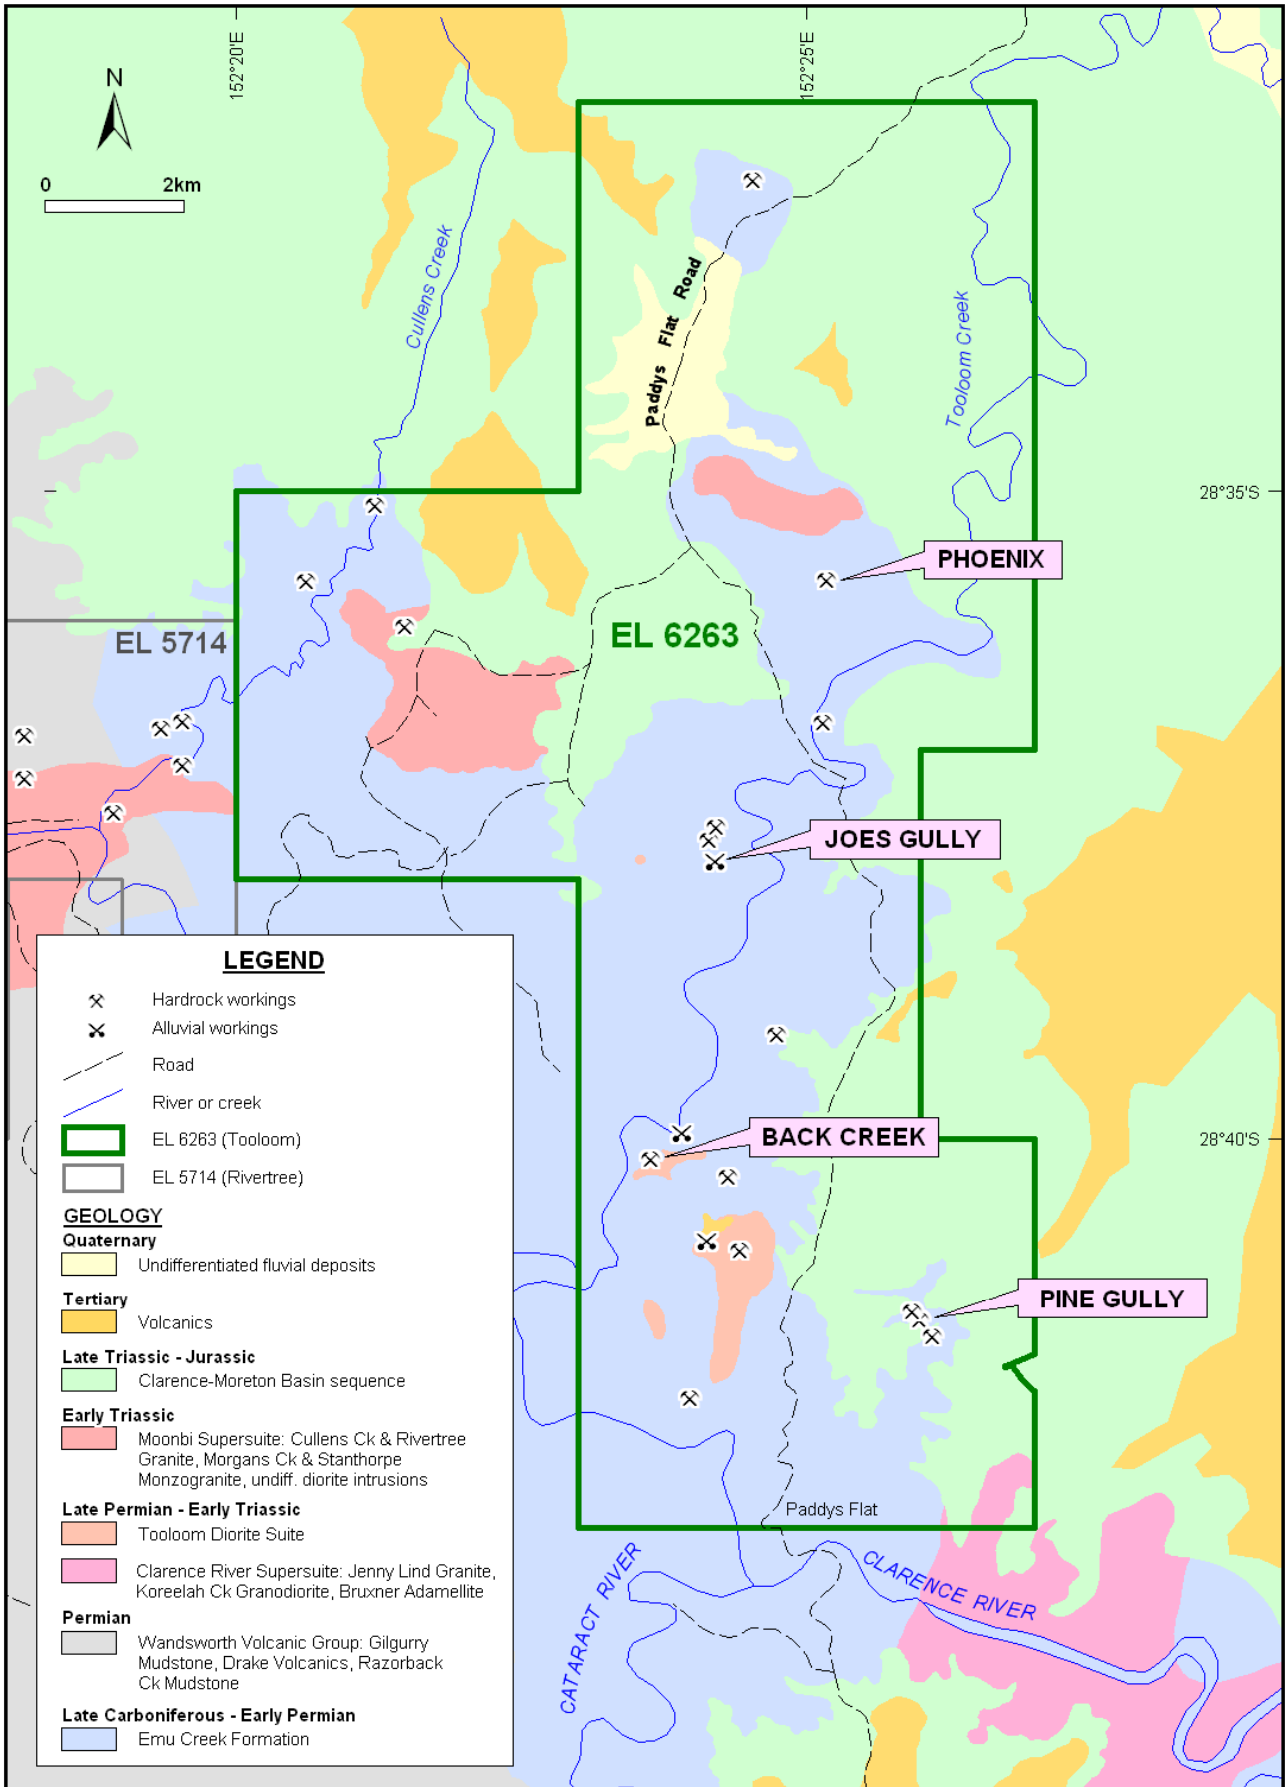 152°20'E
152°25'E
N
0 2km
Cullens Creek
Paddys Flat Road
Tooloom Creek
28°35'S
PHOENIX
EL 5714
EL 6263
JOES GULLY
BACK CREEK
28°40'S
PINE GULLY
Paddys Flat
CATARACT RIVER
CLARENCE RIVER
LEGEND
Hardrock workings
Alluvial workings
Road
River or creek
EL 6263 (Tooloom)
EL 5714 (Rivertree)
GEOLOGY
Quaternary
Undifferentiated fluvial deposits
Tertiary
Volcanics
Late Triassic - Jurassic
Clarence-Moreton Basin sequence
Early Triassic
Moonbi Supersuite: Cullens Ck & Rivertree
Granite, Morgans Ck & Stanthorpe
Monzogranite, undiff. diorite intrusions
Late Permian - Early Triassic
Tooloom Diorite Suite
Clarence River Supersuite: Jenny Lind Granite,
Koreelah Ck Granodiorite, Bruxner Adamellite
Permian
Wandsworth Volcanic Group: Gilgurry
Mudstone, Drake Volcanics, Razorback
Ck Mudstone
Late Carboniferous - Early Permian
Emu Creek Formation